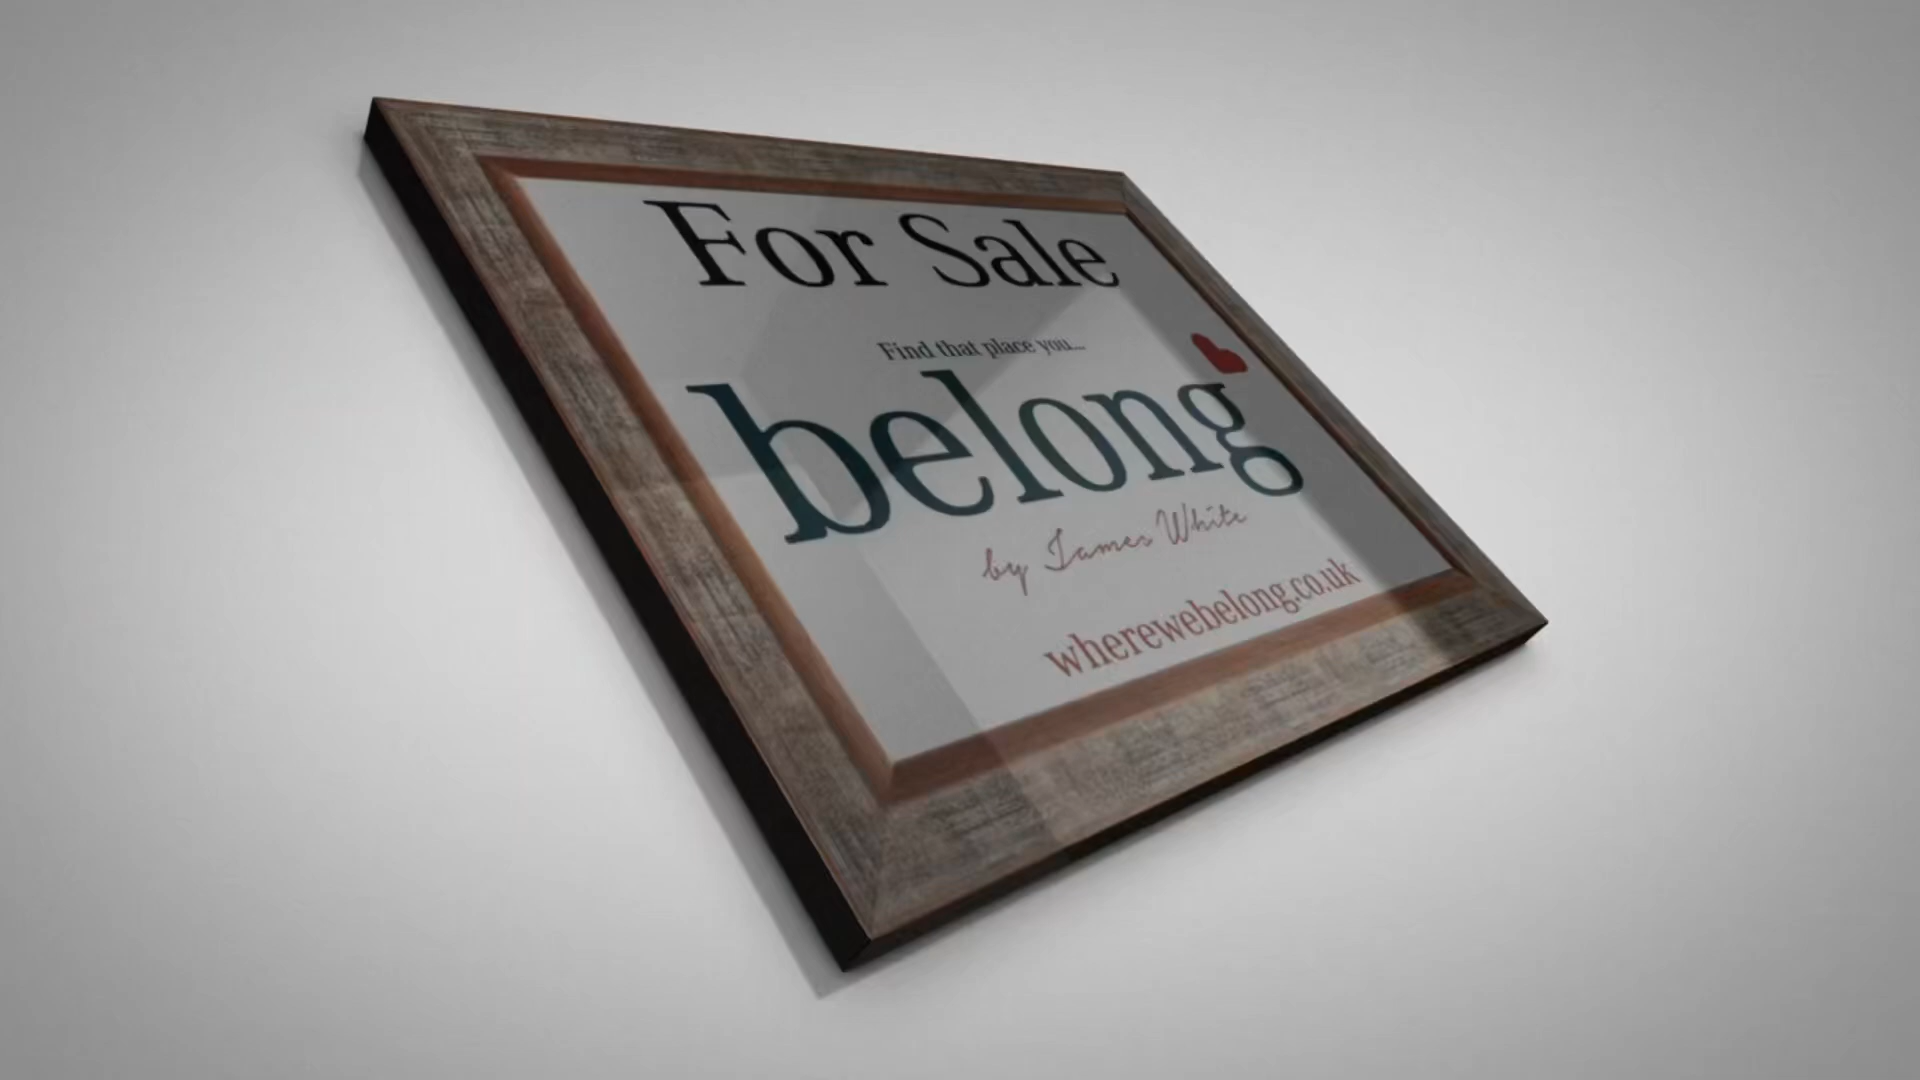 For Sale
Find that place you...
belong
by James White
wherewebelong.co.uk